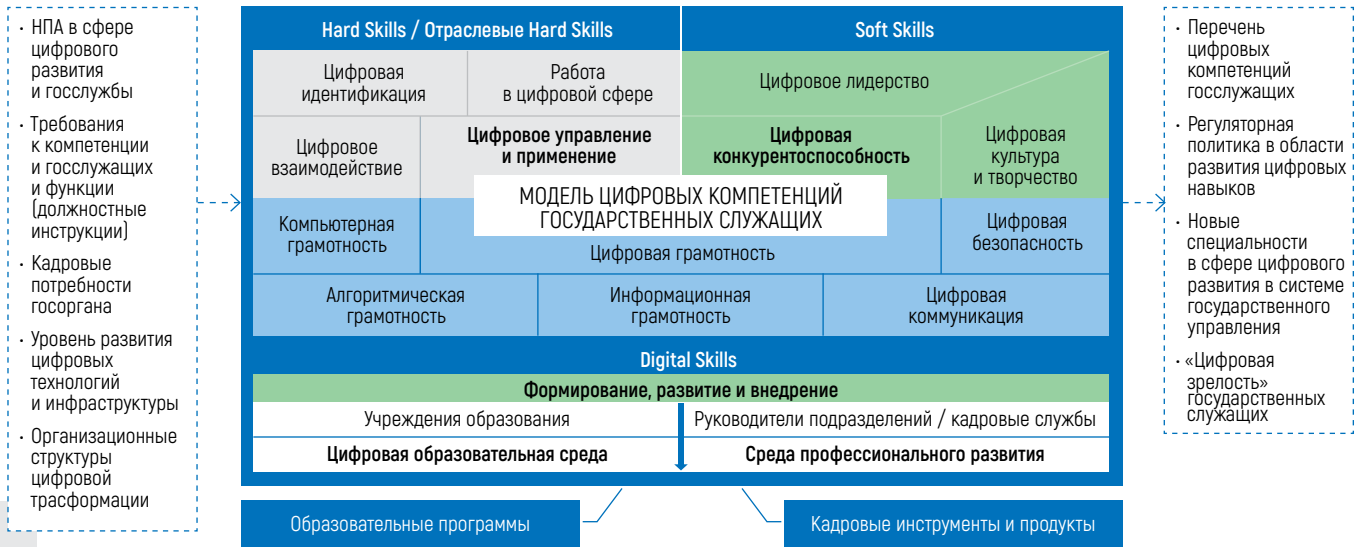 · НПА в сфере
цифрового
развития
и госслужбы
· Требования
к компетенции
и госслужащих
и функции
(должностные
инструкции)
· Кадровые
потребности
госоргана
· Уровень развития
цифровых
технологий
и инфраструктуры
· Организационные
структуры
цифровой
трасформации
Hard Skills / Отраслевые Hard Skills
Soft Skills
Цифровая
идентификация
Работа
в цифровой сфере
Цифровое лидерство
Цифровое
взаимодействие
Цифровое управление
и применение
Цифровая
конкурентоспособность
Цифровая
культура
и творчество
МОДЕЛЬ ЦИФРОВЫХ КОМПЕТЕНЦИЙ
ГОСУДАРСТВЕННЫХ СЛУЖАЩИХ
Компьютерная
грамотность
Цифровая грамотность
Цифровая
безопасность
Алгоритмическая
грамотность
Информационная
грамотность
Цифровая
коммуникация
Digital Skills
Формирование, развитие и внедрение
Учреждения образования
Руководители подразделений / кадровые службы
Цифровая образовательная среда
Среда профессионального развития
Образовательные программы
Кадровые инструменты и продукты
· Перечень
цифровых
компетенций
госслужащих
· Регуляторная
политика в области
развития цифровых
навыков
· Новые
специальности
в сфере цифрового
развития в системе
государственного
управления
· «Цифровая
зрелость»
государственных
служащих